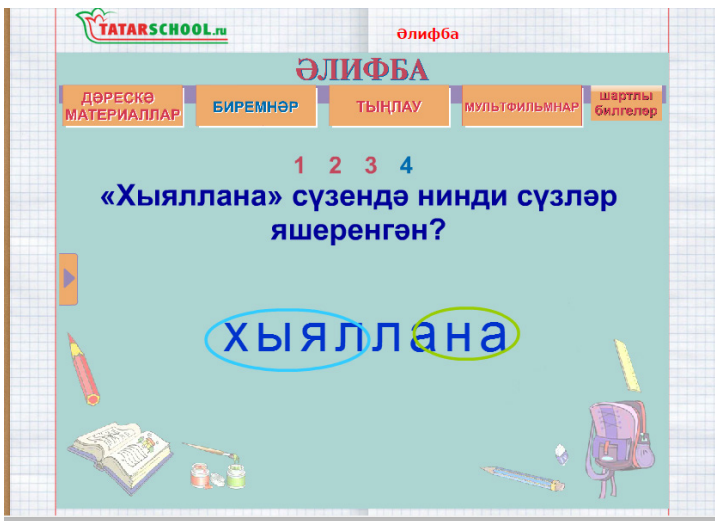 TATARSCHOOL.ru
Әлифба
ӘЛИФБА
ДӘРЕСКӘ МАТЕРИАЛЛАР
БИРЕМНӘР
ТЫҢЛАУ
МУЛЬТФИЛЬМНАР
шартлы билгеләр
1 2 3 4
«Хыяллана» сүзендә нинди сүзләр
яшеренгән?
хыяллана